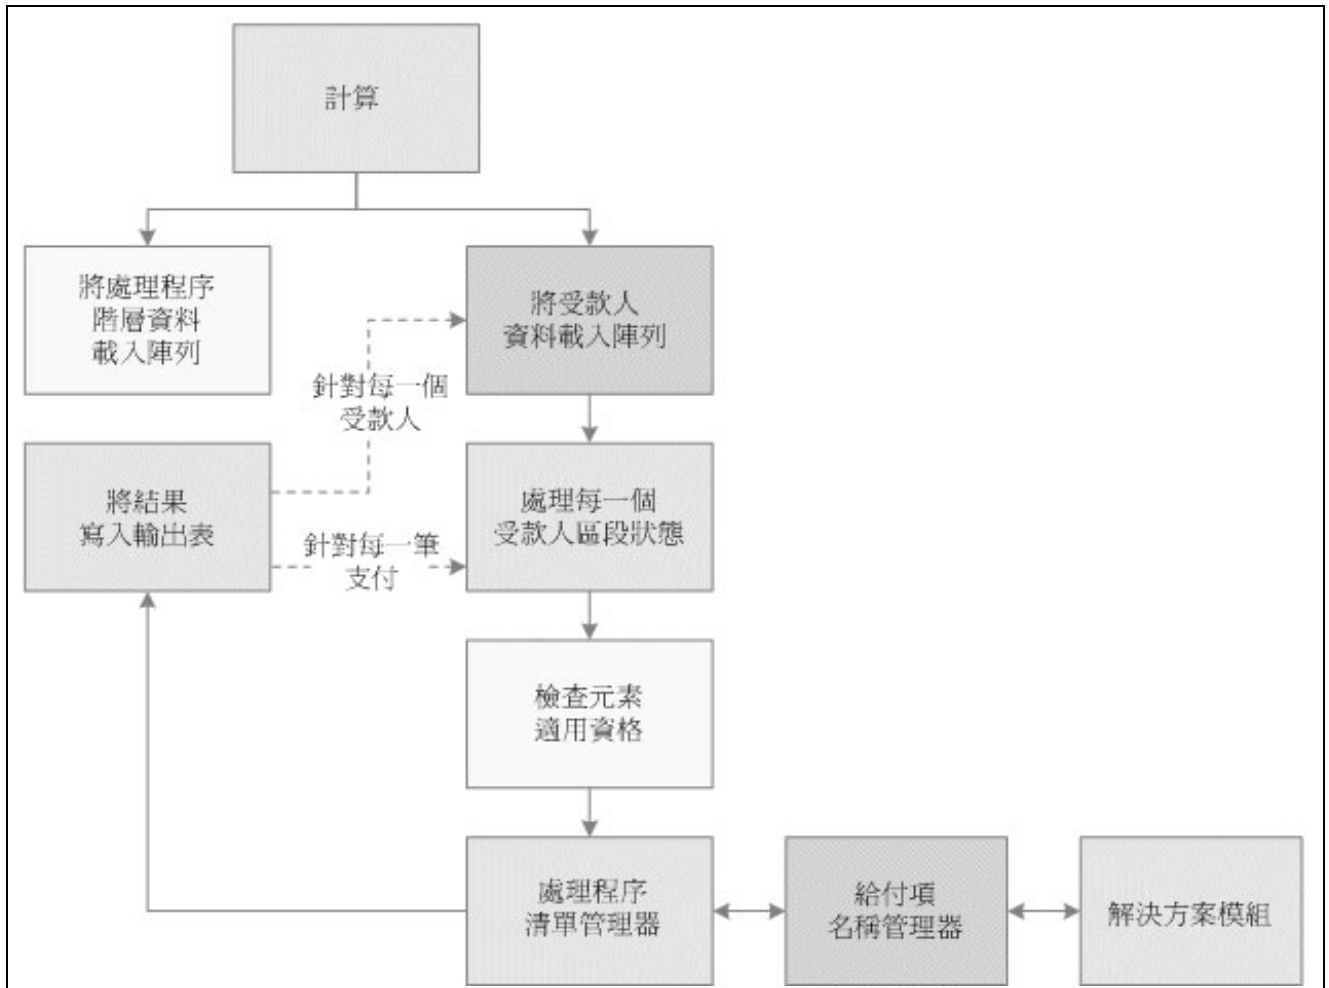 計算
將處理程序
階層資料
載入陣列
將受款人
資料載入陣列
針對每一個
受款人
將結果
寫入輸出表
處理每一個
受款人區段狀態
針對每一筆
支付
檢查元素
適用資格
處理程序
清單管理器
給付項
名稱管理器
解決方案模組